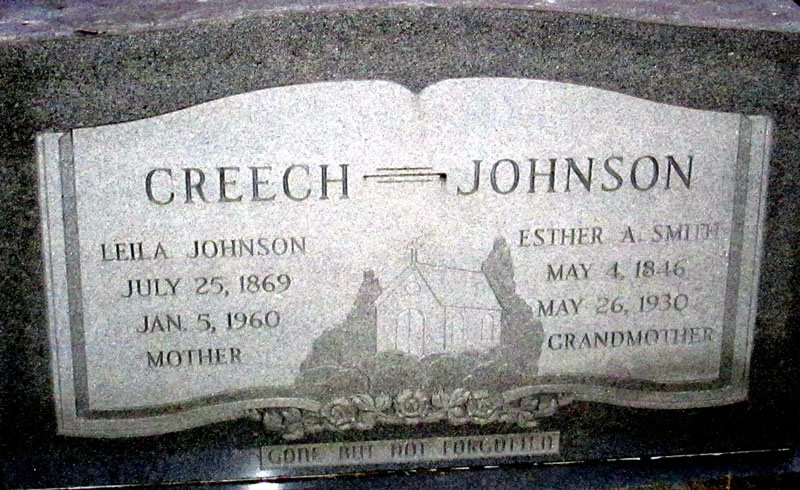 CREECH JOHNSON
LEILA JOHNSON
JULY 25, 1869
JAN. 5, 1960
MOTHER
ESTHER A. SMITH
MAY 4, 1846
MAY 26, 1930
GRANDMOTHER
GONE BUT NOT FORGOTTEN